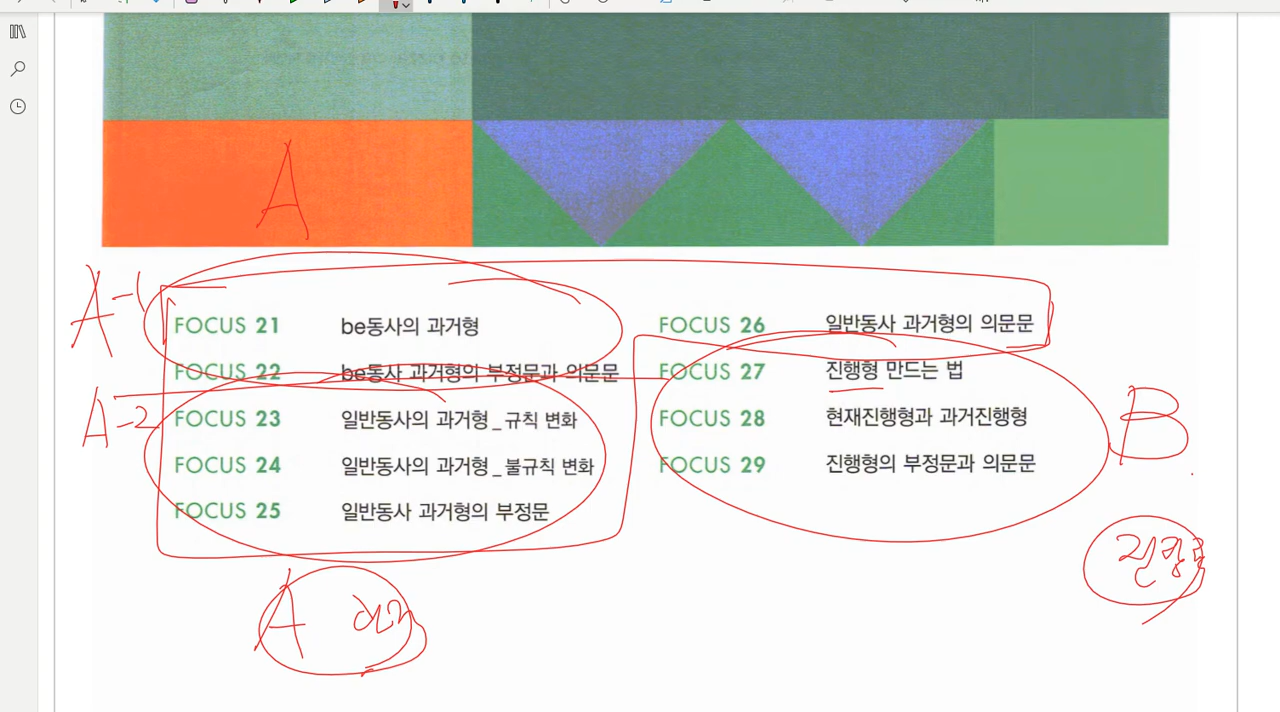 A
A-1
FOCUS 21 be동사의 과거형
FOCUS 22 be동사 과거형의 부정문과 의문문
A-2
FOCUS 23 일반동사의 과거형_규칙 변화
FOCUS 24 일반동사의 과거형_불규칙 변화
FOCUS 25 일반동사 과거형의 부정문
FOCUS 26 일반동사 과거형의 의문문
FOCUS 27 진행형 만드는 법
FOCUS 28 현재진행형과 과거진행형
FOCUS 29 진행형의 부정문과 의문문
B
A